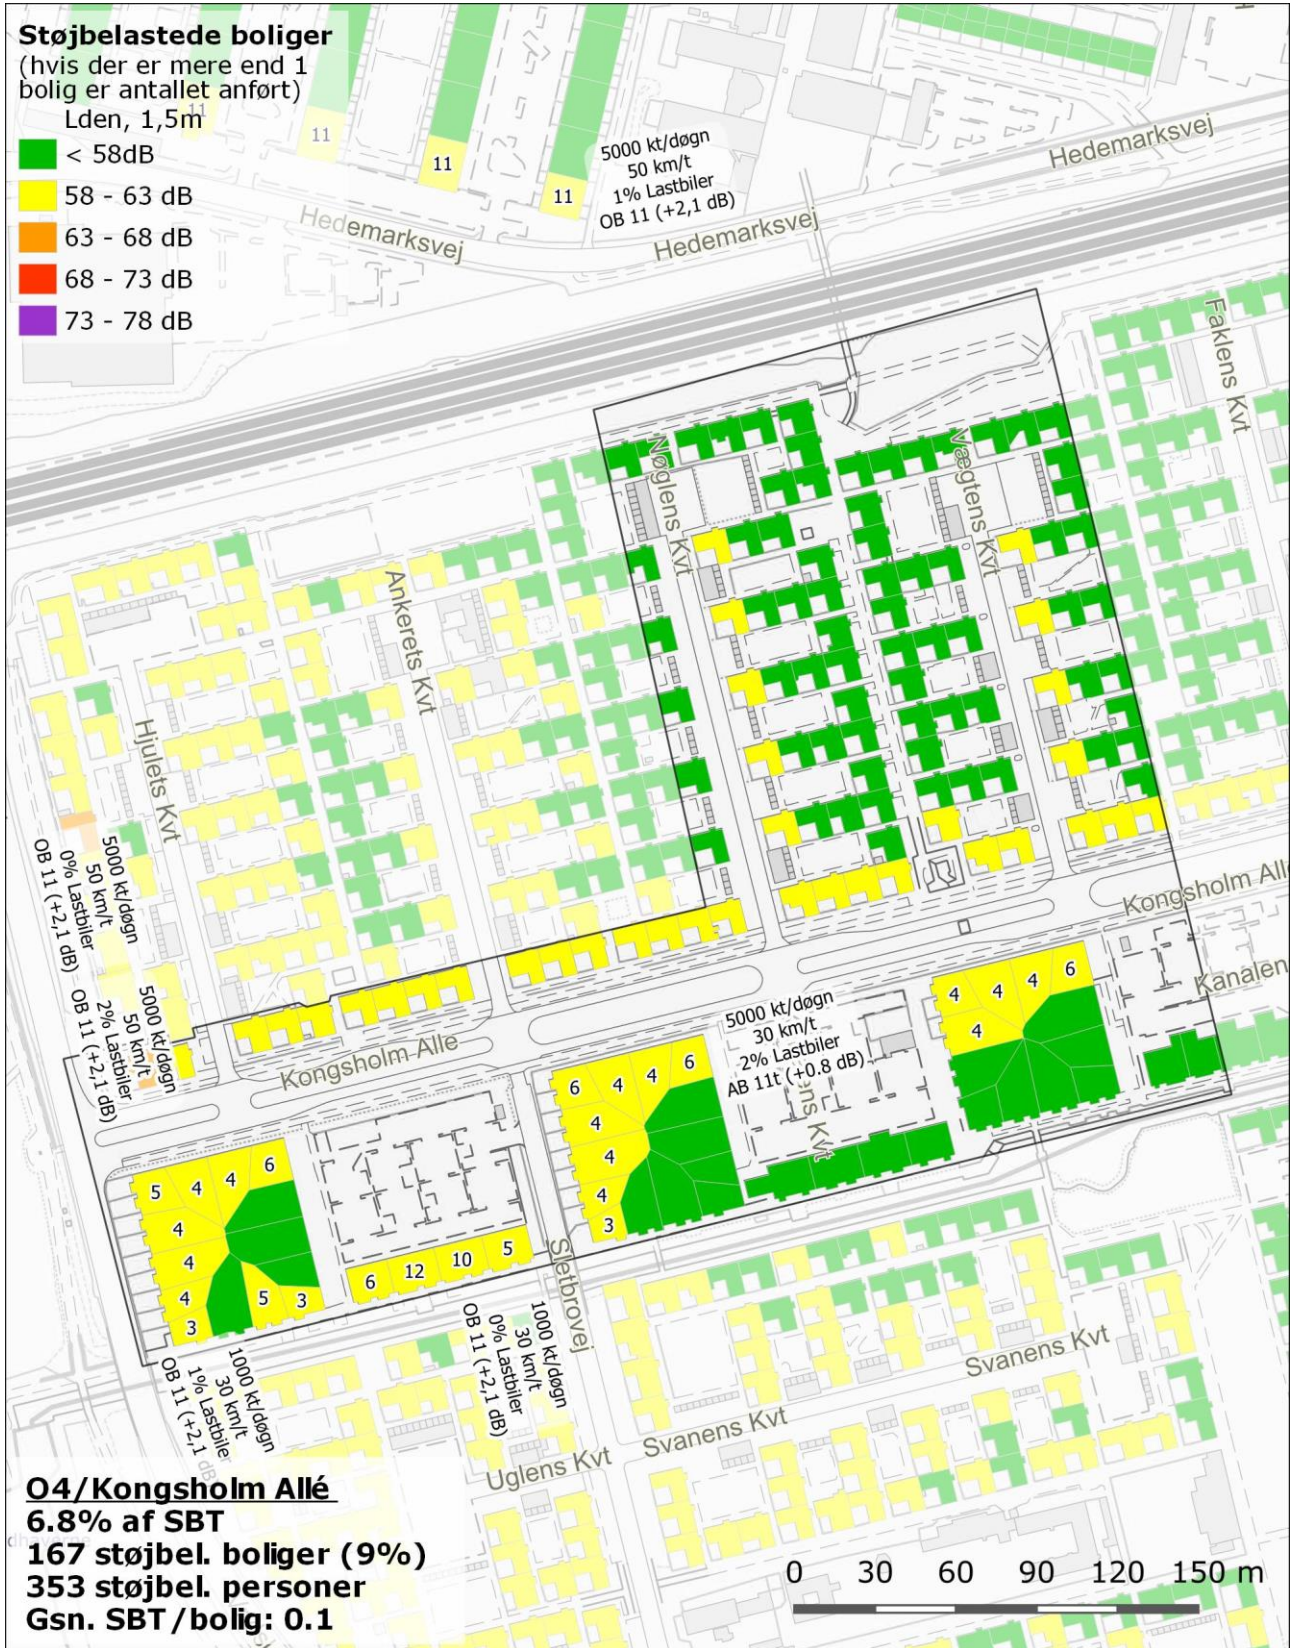 Støjbelastede boliger
(hvis der er mere end 1
bolig er antallet anført)
Lden, 1,5m
< 58dB
58 - 63 dB
63 - 68 dB
68 - 73 dB
73 - 78 dB
11
11
11
11
5000 kt/døgn
50 km/t
1% Lastbiler
OB 11 (+2,1 dB)
Hedemarksvej
Hedemarksvej
Hedemarksvej
Faklens Kvt
Nøglens Kvt
Vægtens Kvt
Ankerets Kvt
Hjulets Kvt
5000 kt/døgn
50 km/t
0% Lastbiler
OB 11 (+2,1 dB)
5000 kt/døgn
50 km/t
2% Lastbiler
OB 11 (+2,1 dB)
Kongsholm Alle
Kongsholm Alle
Kanalen
5000 kt/døgn
30 km/t
2% Lastbiler
AB 11t (+0.8 dB)
ens Kvt
4 4 4 6
4
6 4 4 6
4
4
4
3
5 4 4 6
4
4
4
3
5 3
6 12 10 5
Sletbrovej
1000 kt/døgn
30 km/t
0% Lastbiler
OB 11 (+2,1 dB)
1000 kt/døgn
30 km/t
1% Lastbiler
OB 11 (+2,1 dB)
Svanens Kvt
Svanens Kvt
Uglens Kvt
O4/Kongsholm Allé
6.8% af SBT
167 støjbel. boliger (9%)
353 støjbel. personer
Gsn. SBT/bolig: 0.1
0 30 60 90 120 150 m